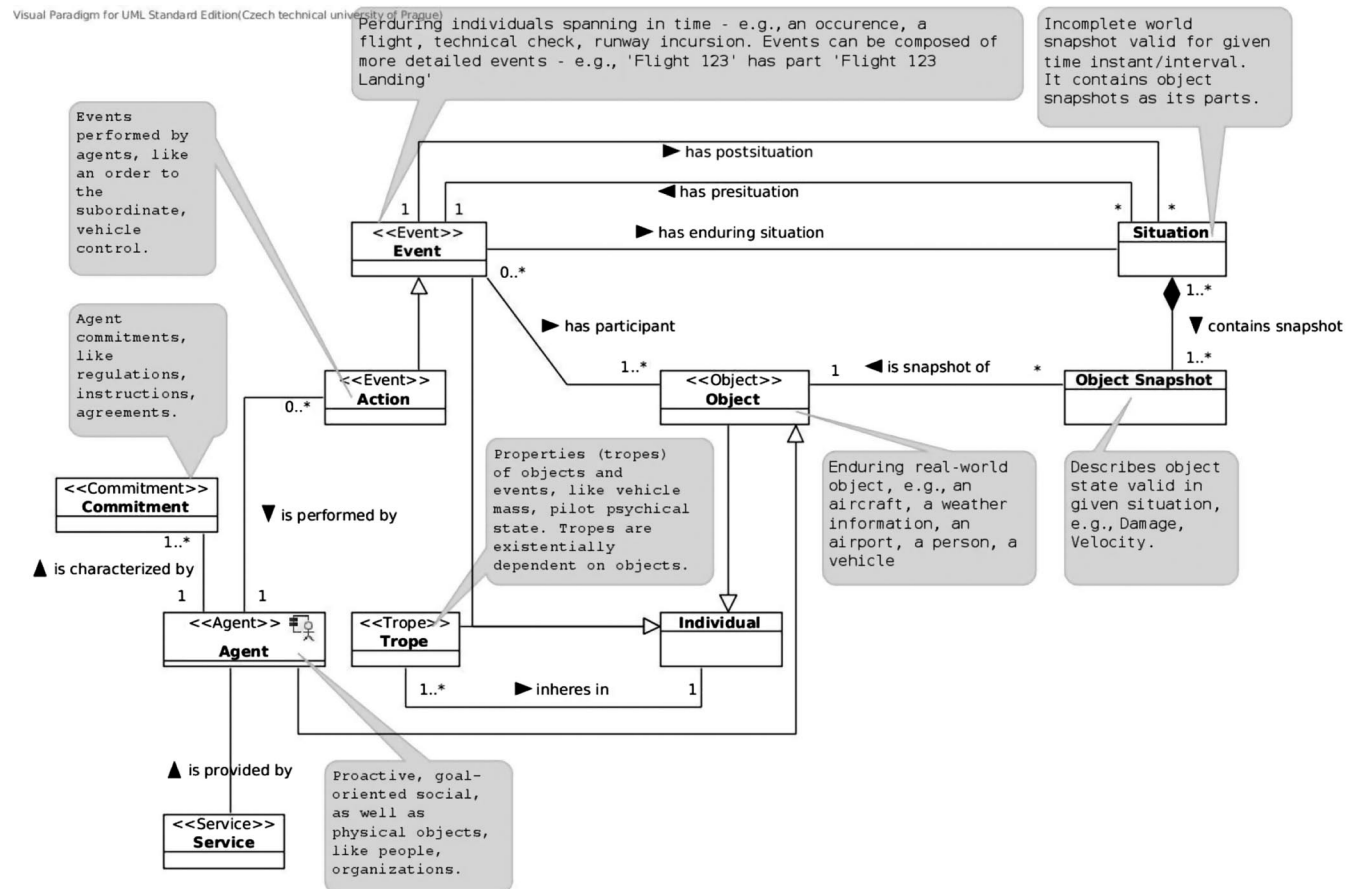 Visual Paradigm for UML Standard Edition(Czech technical university of Prague)
Perduring individuals spanning in time - e.g., an occurence, a
flight, technical check, runway incursion. Events can be composed of
more detailed events - e.g., 'Flight 123' has part 'Flight 123
Landing'
Incomplete world
snapshot valid for given
time instant/interval.
It contains object
snapshots as its parts.
Events
performed by
agents, like
an order to
the
subordinate,
vehicle
control.
has postsituation
has presituation
1
1
*
*
<<Event>>
Event
has enduring situation
Situation
0..*
1..*
Agent
commitments,
like
regulations,
instructions,
agreements.
has participant
contains snapshot
1..*
1
is snapshot of
*
1..*
<<Event>>
Action
0..*
<<Object>>
Object
Object Snapshot
Properties (tropes)
of objects and
events, like vehicle
mass, pilot psychical
state. Tropes are
existentially
dependent on objects.
Enduring real-world
object, e.g., an
aircraft, a weather
information, an
airport, a person, a
vehicle
Describes object
state valid in
given situation,
e.g., Damage,
Velocity.
<<Commitment>>
Commitment
is performed by
1..*
is characterized by
1
1
<<Agent>>
Agent
<<Trope>>
Trope
Individual
1..*
inheres in
1
is provided by
Proactive, goal-
oriented social,
as well as
physical objects,
like people,
organizations.
<<Service>>
Service